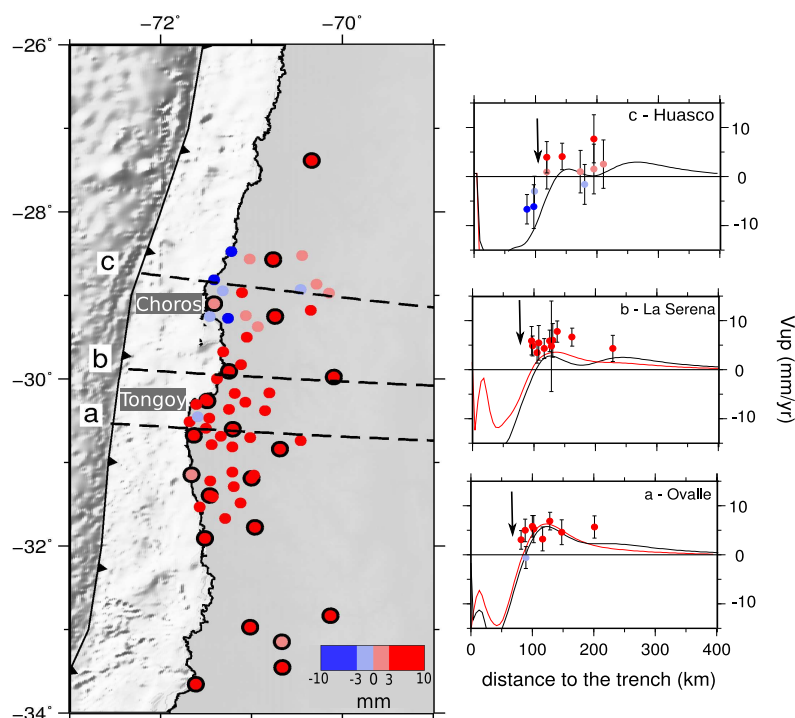 −72˚ −70˚
−26˚
−28˚
−30˚
−32˚
−34˚
c
Choros
b
Tongoy
a
-10 -3 0 3 10
mm
c - Huasco
10
0
-10
b - La Serena
10
0
-10
a - Ovalle
10
0
-10
0 100 200 300 400
distance to the trench (km)
Vup (mm/yr)